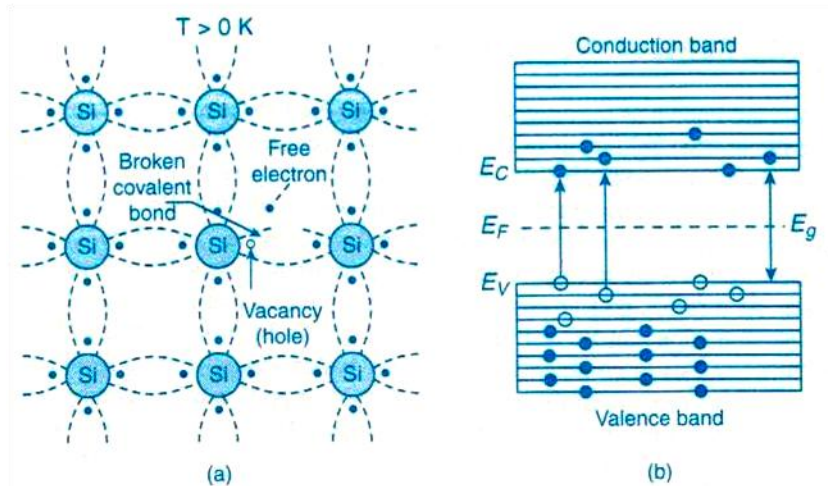 T > 0 K
Si
Si
Si
Broken
covalent
bond
Free
electron
Si
Si
Si
Vacancy
(hole)
Si
Si
Si
(a)
Conduction band
E_C
E_F
E_g
E_V
Valence band
(b)